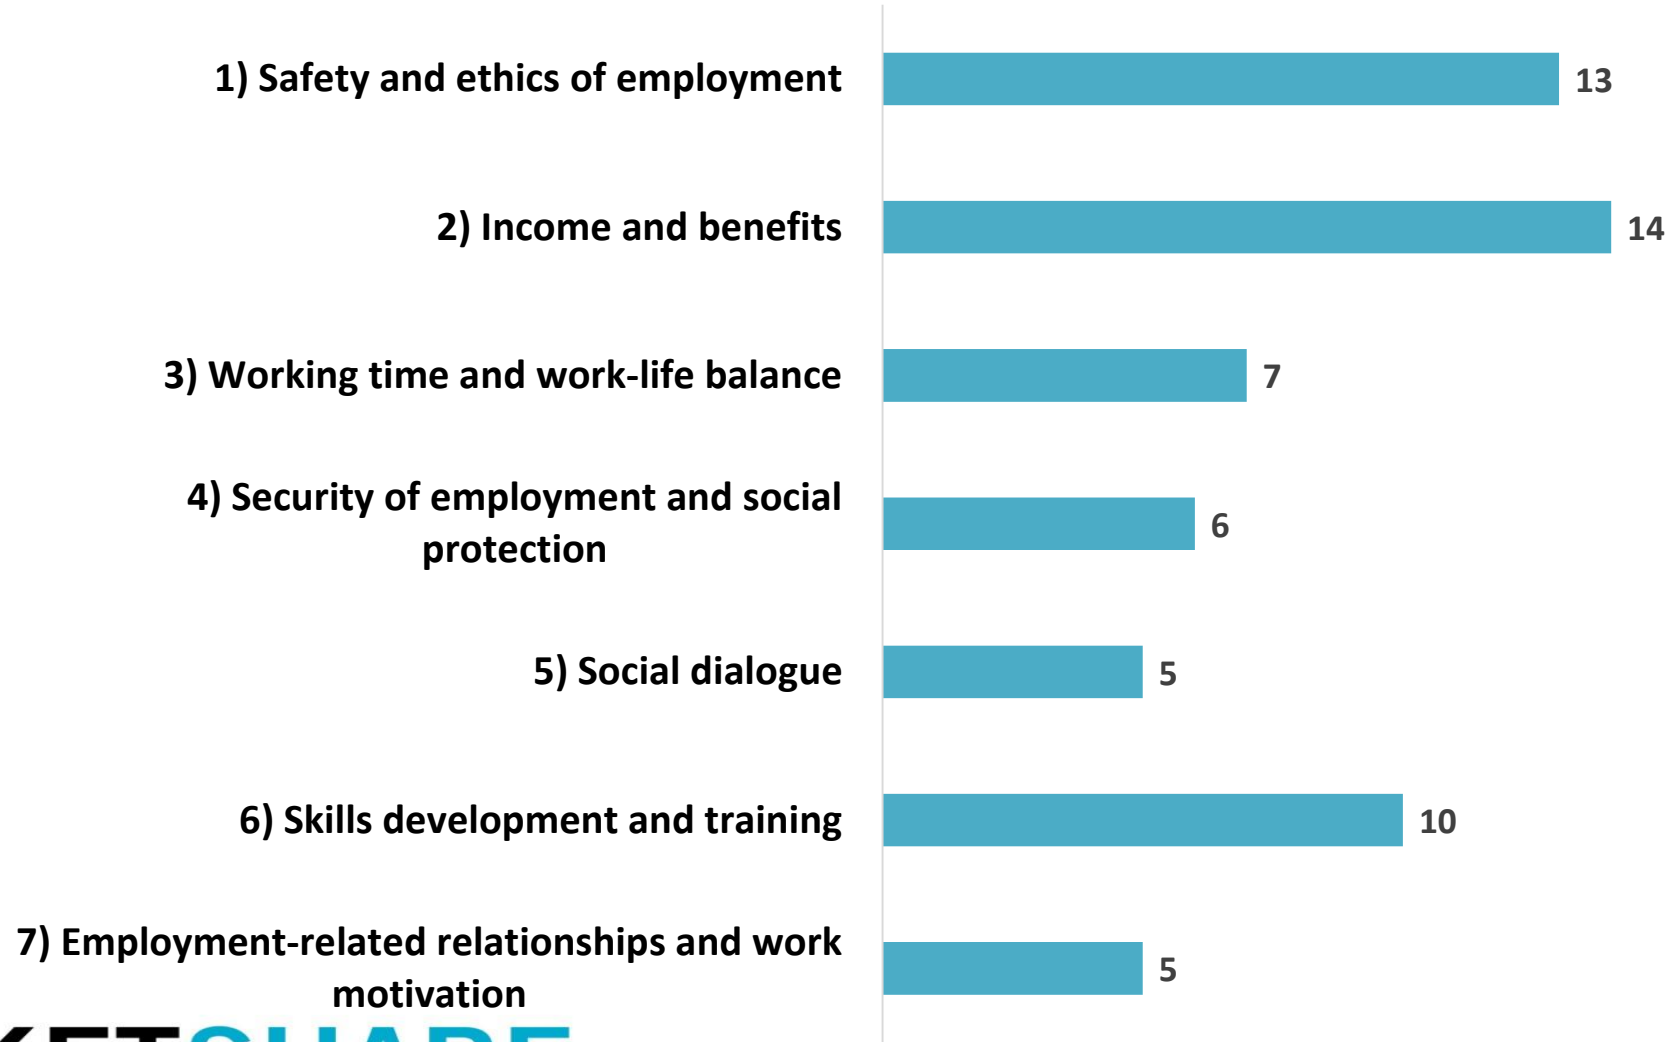 1) Safety and ethics of employment
13
2) Income and benefits
14
3) Working time and work-life balance
7
4) Security of employment and social
protection
6
5) Social dialogue
5
6) Skills development and training
10
7) Employment-related relationships and work
motivation
5